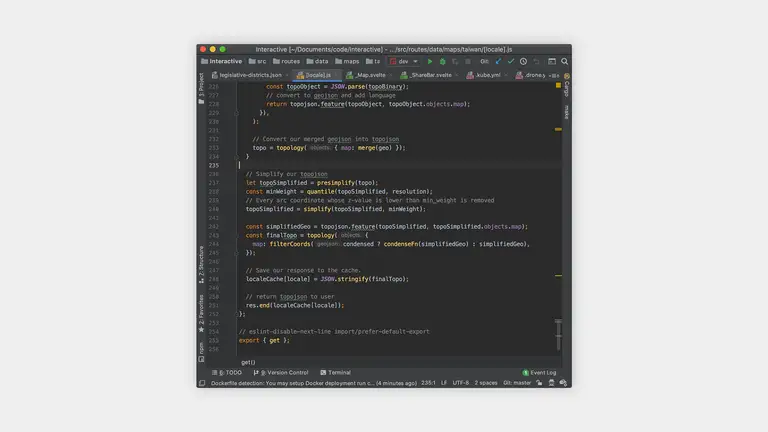 Interactive [~/Documents/code/interactive] - .../src/routes/data/maps/taiwan/[locale].js
Interactive src routes data maps ta dev Git:
legislative-districts.json [locale].js _Map.svelte _ShareBar.svelte .kube.yml .drone.y
1: Project
Cargo
make
226 const topoObject = JSON.parse(topoBinary);
227 // convert to geojson and add language
228 return topojson.feature(topoObject, topoObject.objects.map);
229 }),
230 );
231
232 // Convert our merged geojson into topojson
233 topo = topology( objects: { map: merge(geo) });
234 }
235
236 // Simplify our topojson
237 let topoSimplified = presimplify(topo);
238 const minWeight = quantile(topoSimplified, resolution);
239 // Every arc coordinate whose z-value is lower than min_weight is removed
240 topoSimplified = simplify(topoSimplified, minWeight);
241
242 const simplifiedGeo = topojson.feature(topoSimplified, topoSimplified.objects.map);
243 const finalTopo = topology( objects: {
244 map: filterCoords( geojson: condensed ? condenseFn(simplifiedGeo) : simplifiedGeo),
245 });
246
247 // Save our response to the cache.
248 localeCache[locale] = JSON.stringify(finalTopo);
249
250 // return topojson to user
251 res.end(localeCache[locale]);
252 };
253
254 // eslint-disable-next-line import/prefer-default-export
255 export { get };
256
7: Structure
2: Favorites
npm
get()
6: TODO 9: Version Control Terminal 1 Event Log
Dockerfile detection: You may setup Docker deployment run c... (4 minutes ago) 235:1 LF UTF-8 2 spaces Git: master